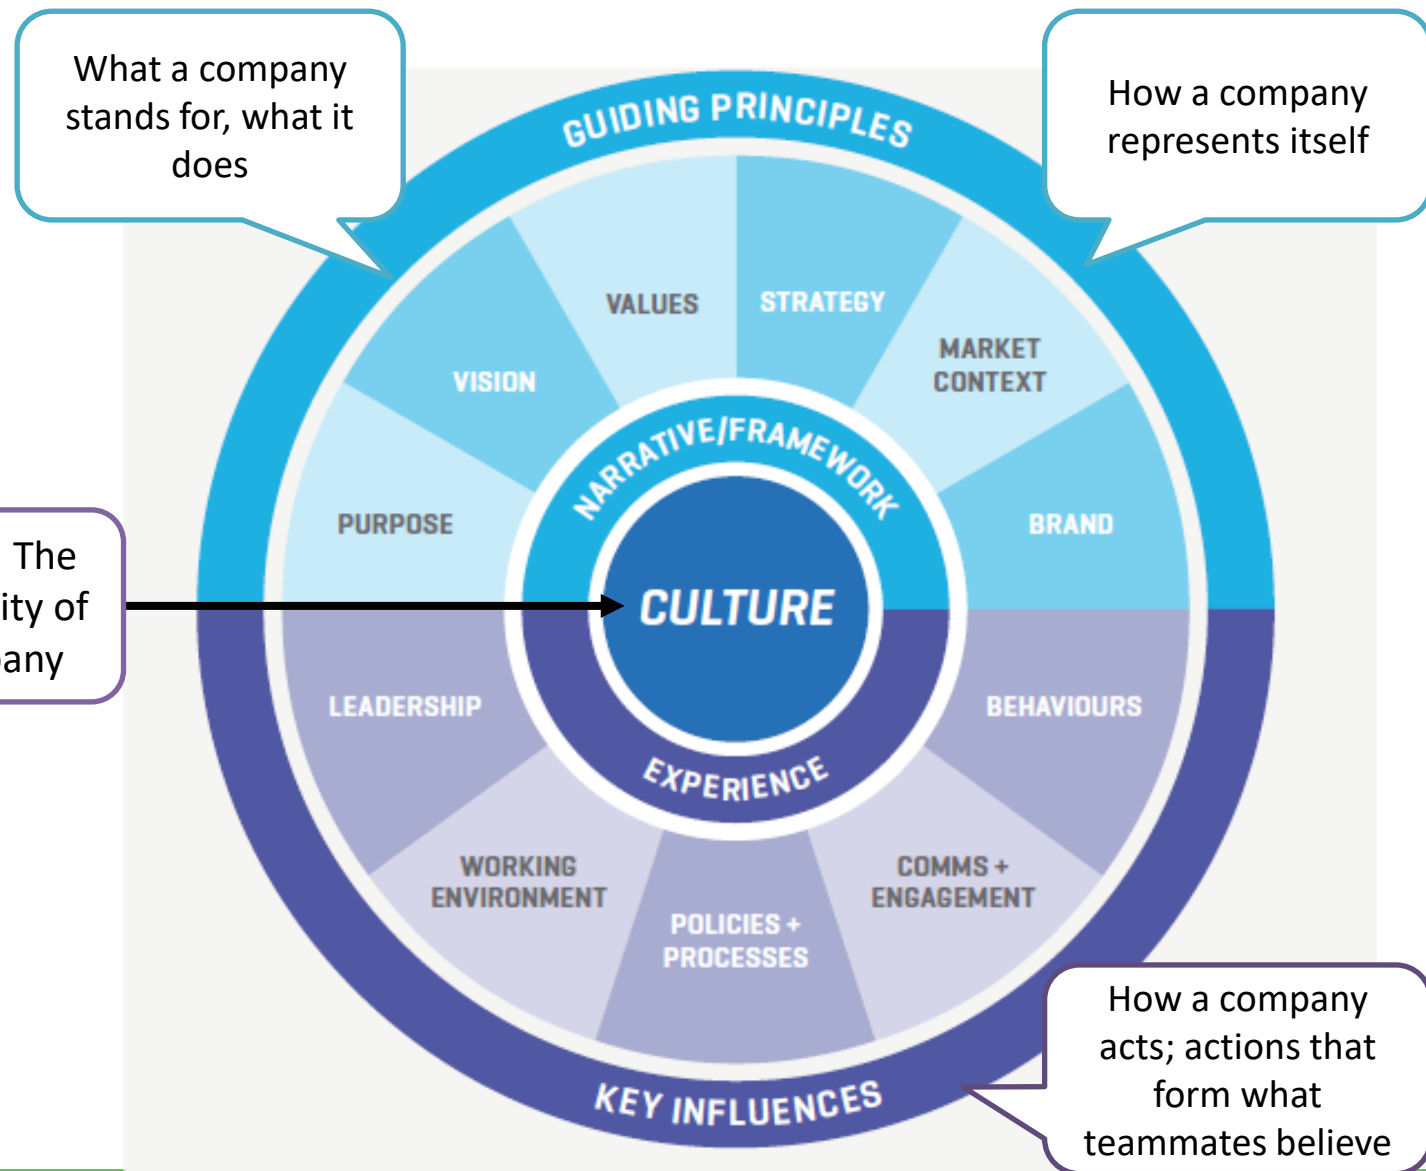 What a company
stands for, what it
does
How a company
represents itself
GUIDING PRINCIPLES
VALUES
STRATEGY
MARKET
CONTEXT
VISION
NARRATIVE/FRAMEWORK
PURPOSE
BRAND
The
ity of
any
CULTURE
LEADERSHIP
BEHAVIOURS
EXPERIENCE
WORKING
ENVIRONMENT
COMMS +
ENGAGEMENT
POLICIES +
PROCESSES
KEY INFLUENCES
How a company
acts; actions that
form what
teammates believe